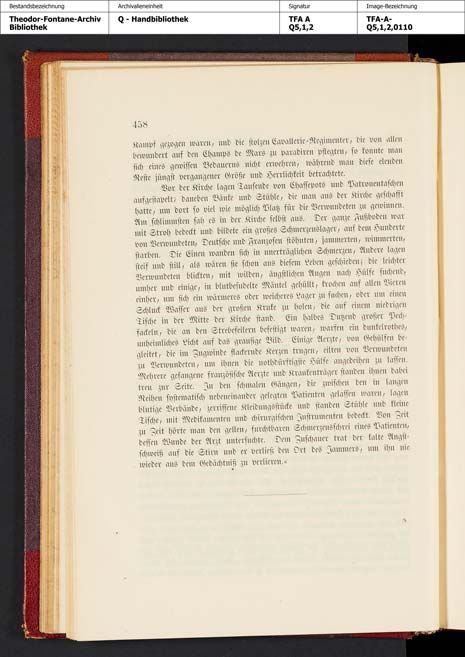 Bestandsbezeichnung
Archivalieneinheit
Signatur
Image-Bezeichnung
Theodor-Fontane-Archiv
Bibliothek
Q - Handbibliothek
TFA A
Q5,1,2
TFA-A-
Q5,1,2,0110
458
Kampf gezogen waren, und die stolzen Cavallerie-Regimenter, die von allen
bewundert auf den Champs de Mars zu paradiren pflegten, so konnte man
sich eines gewissen Bedauerns nicht erwehren, während man diese elenden
Reste jüngst vergangener Größe und Herrlichkeit betrachtete.
Vor der Kirche lagen Tausende von Chassepots und Patronentaschen
aufgestapelt; daneben Bänke und Stühle, die man aus der Kirche geschafft
hatte, um dort so viel wie möglich Platz für die Verwundeten zu gewinnen.
Am schlimmsten sah es in der Kirche selbst aus. Der ganze Fußboden war
mit Stroh bedeckt und bildete ein großes Schmerzenslager, auf dem Hunderte
von Verwundeten, Deutsche und Franzosen stöhnten, jammerten, wimmerten,
starben. Die Einen wanden sich in unerträglichen Schmerzen, Andere lagen
steif und still, als wären sie schon aus diesem Leben geschieden; die leichter
Verwundeten blickten, mit wilden, ängstlichen Augen nach Hülfe suchend,
umher und einige, in blutbesudelte Mäntel gehüllt, krochen auf allen Vieren
einher, um sich ein wärmeres oder weicheres Lager zu suchen, oder um einen
Schluck Wasser aus der großen Kruke zu holen, die auf einem niedrigen
Tische in der Mitte der Kirche stand. Ein halbes Dutzend großer Pech-
fackeln, die an den Strebepfeilern befestigt waren, warfen ein dunkelrothes,
unheimliches Licht auf das grausige Bild. Einige Aerzte, von Gehülfen be-
gleitet, die im Zugwinde flackernde Kerzen trugen, eilten von Verwundeten
zu Verwundeten, um ihnen die nothdürftigste Hülfe angedeihen zu lassen.
Mehrere gefangene französische Aerzte und Krankenträger standen ihnen dabei
treu zur Seite. In den schmalen Gängen, die zwischen den in langen
Reihen systematisch nebeneinander gelegten Patienten gelassen waren, lagen
blutige Verbände, zerrissene Kleidungsstücke und standen Stühle und kleine
Tische, mit Medikamenten und chirurgischen Instrumenten bedeckt. Von Zeit
zu Zeit hörte man den gellen, furchtbaren Schmerzensschrei eines Patienten,
dessen Wunde der Arzt untersuchte. Dem Zuschauer trat der kalte Angst-
schweiß auf die Stirn und er verließ den Ort des Jammers, um ihn nie
wieder aus dem Gedächtniß zu verlieren.«